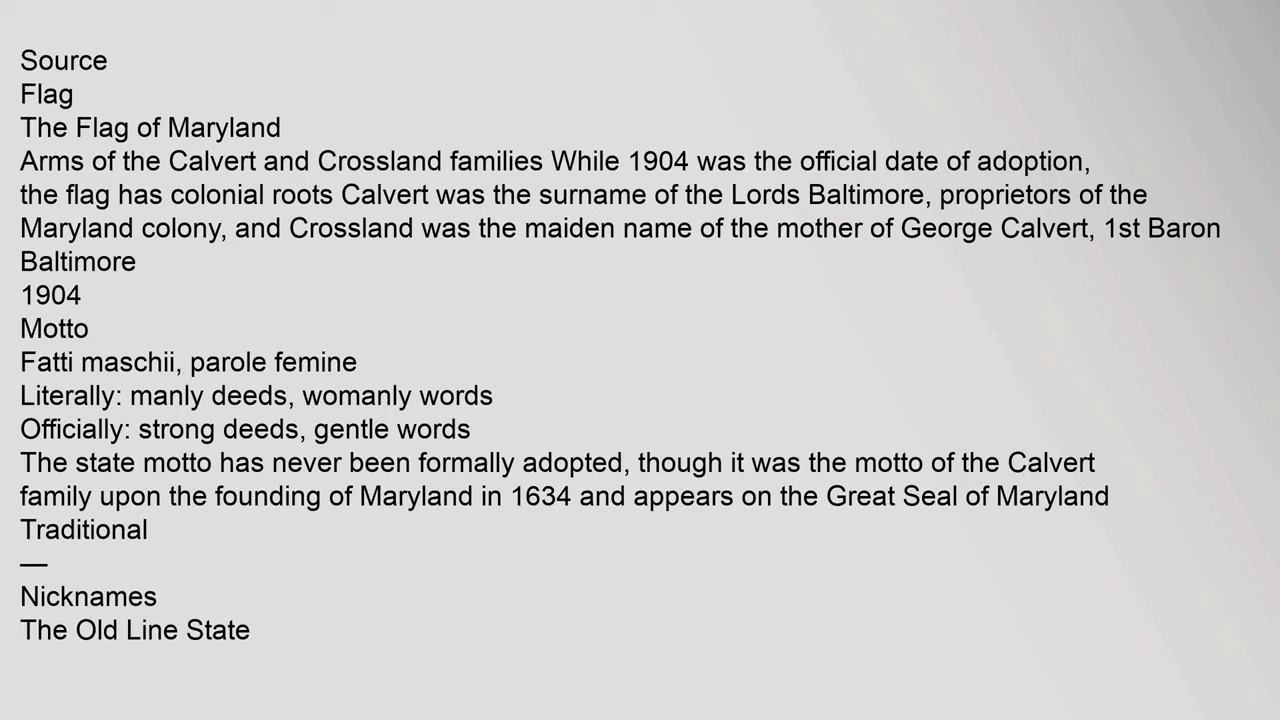 Source
Flag
The Flag of Maryland
Arms of the Calvert and Crossland families While 1904 was the official date of adoption,
the flag has colonial roots Calvert was the surname of the Lords Baltimore, proprietors of the
Maryland colony, and Crossland was the maiden name of the mother of George Calvert, 1st Baron
Baltimore
1904
Motto
Fatti maschii, parole femine
Literally: manly deeds, womanly words
Officially: strong deeds, gentle words
The state motto has never been formally adopted, though it was the motto of the Calvert
family upon the founding of Maryland in 1634 and appears on the Great Seal of Maryland
Traditional
—
Nicknames
The Old Line State